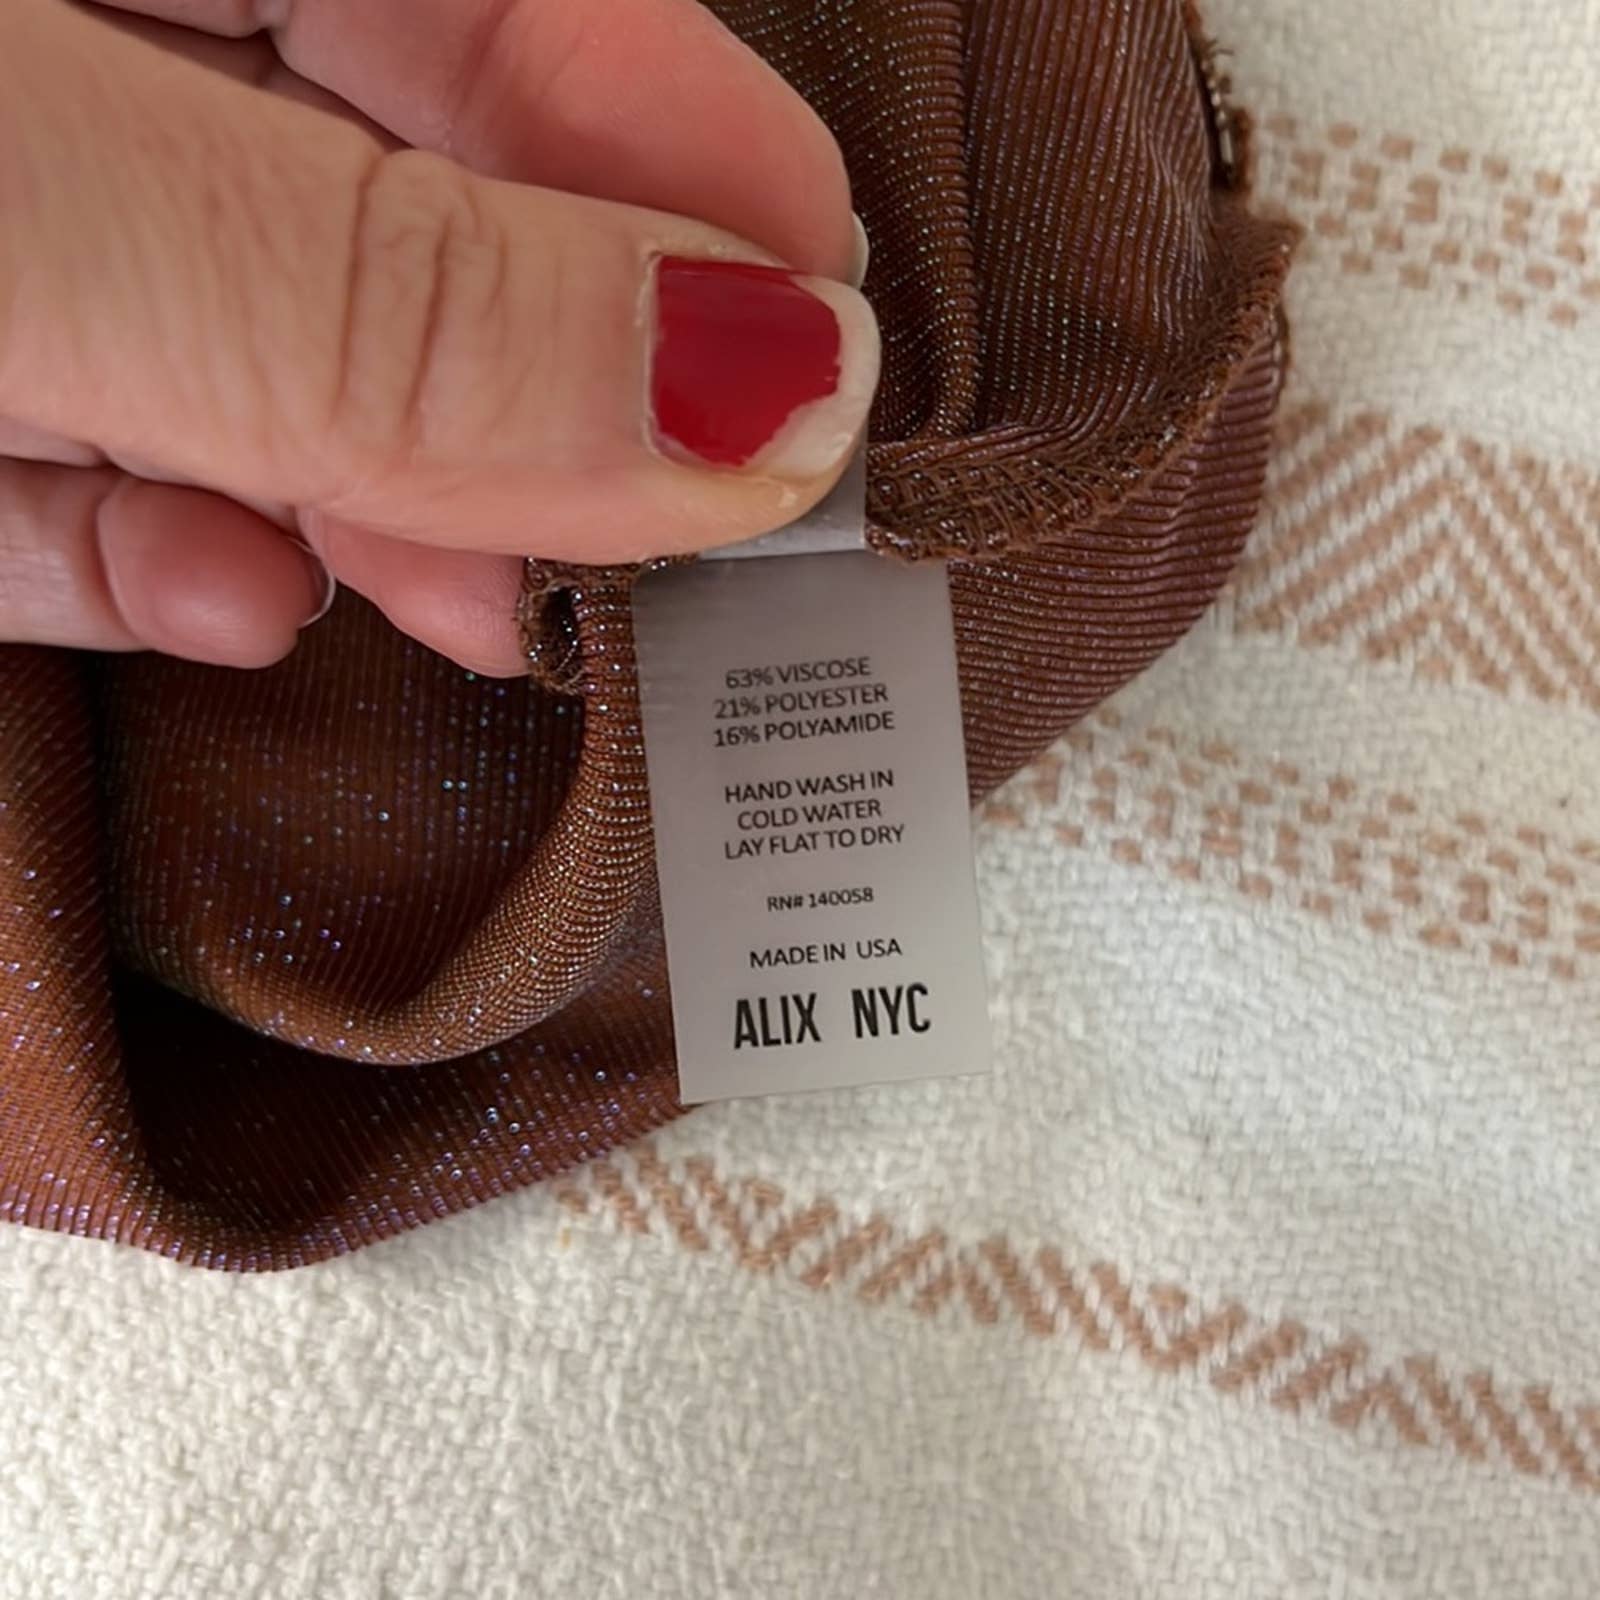 63% VISCOSE
21% POLYESTER
16% POLYAMIDE
HAND WASH IN
COLD WATER
LAY FLAT TO DRY
RN# 140058
MADE IN USA
ALIX NYC